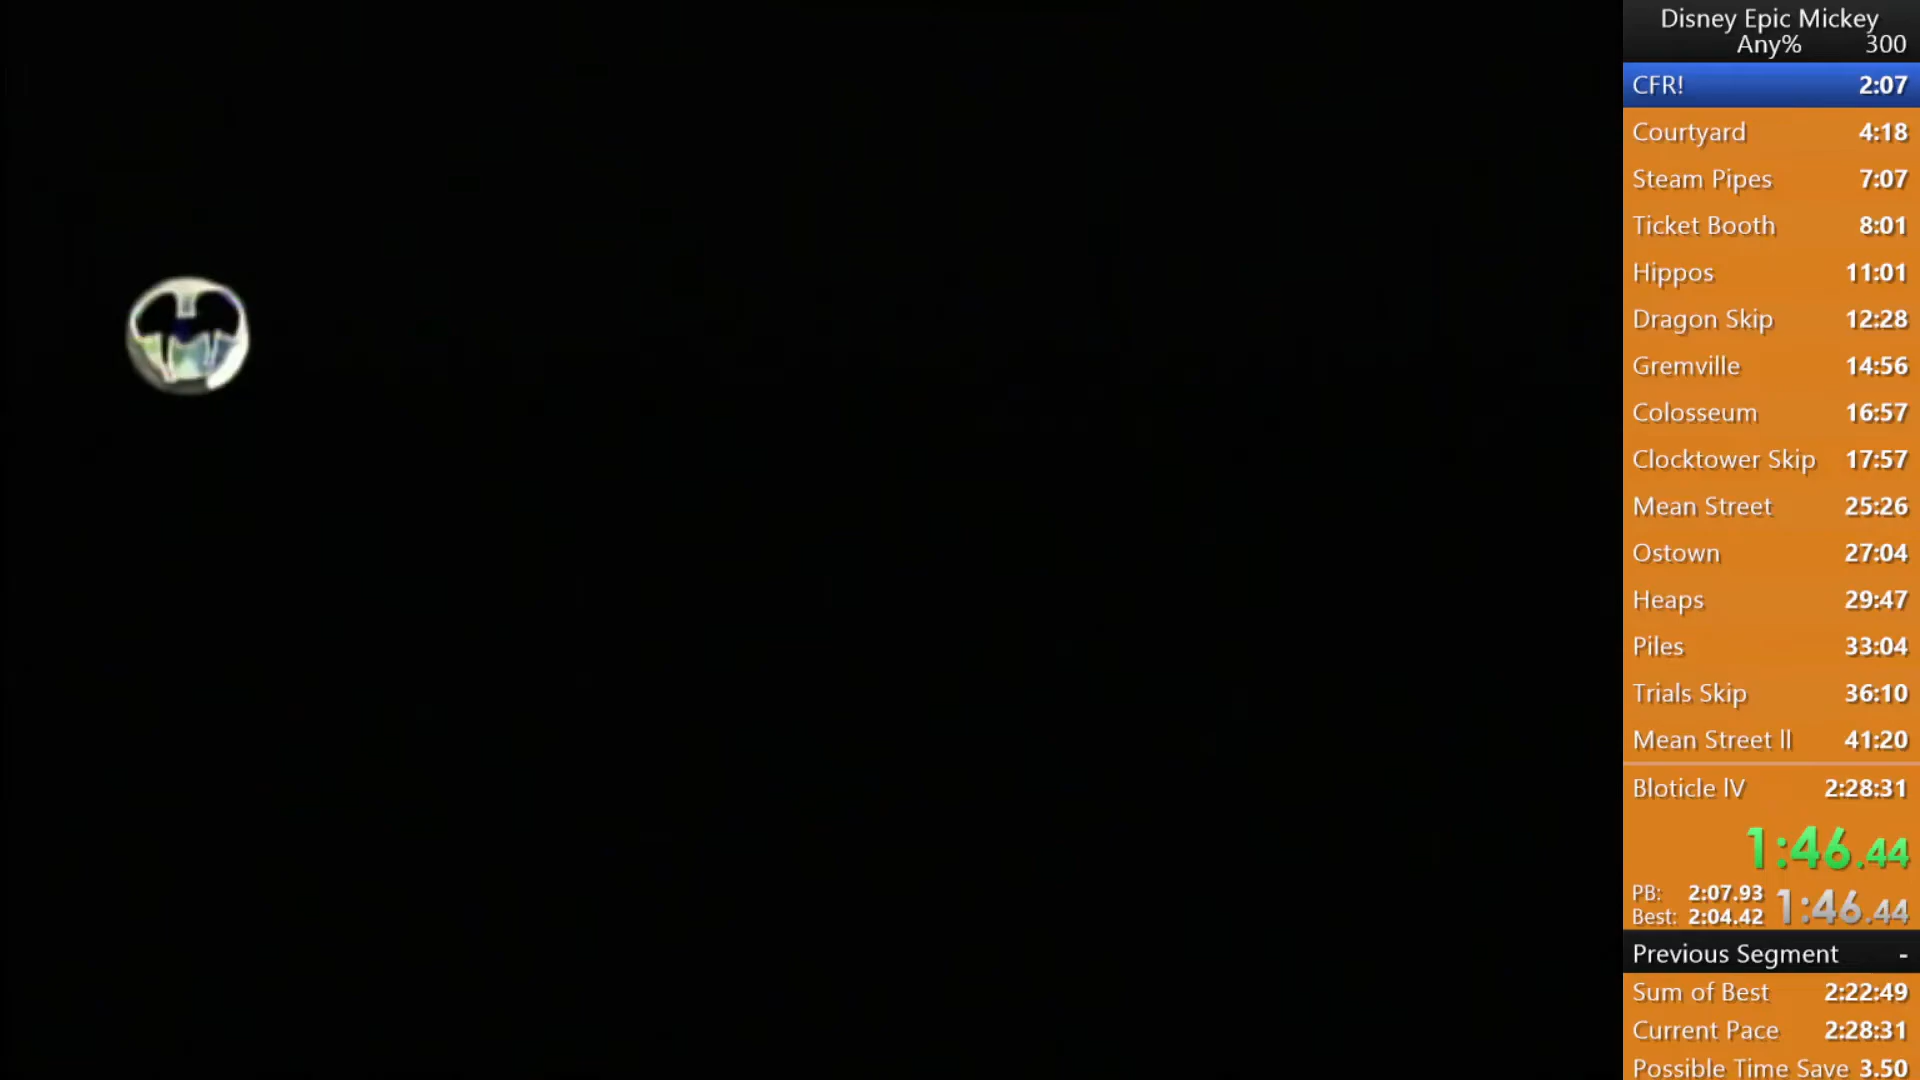 Disney Epic Mickey
Any% 300
CFR! 2:07
Courtyard 4:18
Steam Pipes 7:07
Ticket Booth 8:01
Hippos 11:01
Dragon Skip 12:28
Gremville 14:56
Colosseum 16:57
Clocktower Skip 17:57
Mean Street 25:26
Ostown 27:04
Heaps 29:47
Piles 33:04
Trials Skip 36:10
Mean Street ll 41:20
Bloticle lV 2:28:31
1:46.44
PB: 2:07.93 1:46.44
Best: 2:04.42
Previous Segment -
Sum of Best 2:22:49
Current Pace 2:28:31
Possible Time Save 3.50